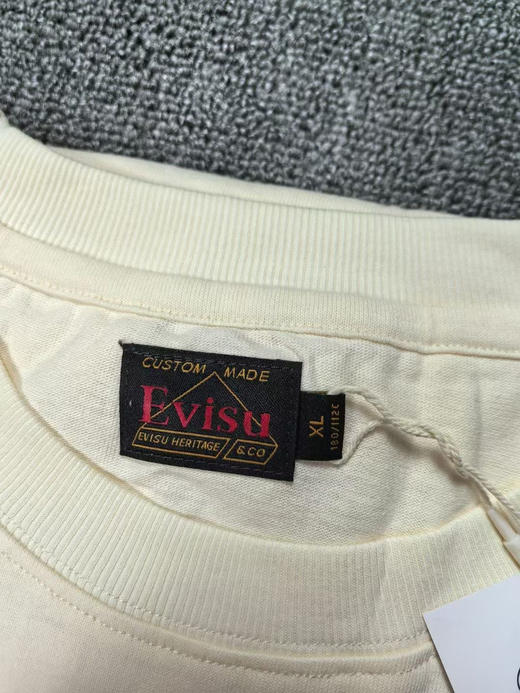 CUSTOM MADE
Evisu
EVISU HERITAGE
&CO
XL
180/112C